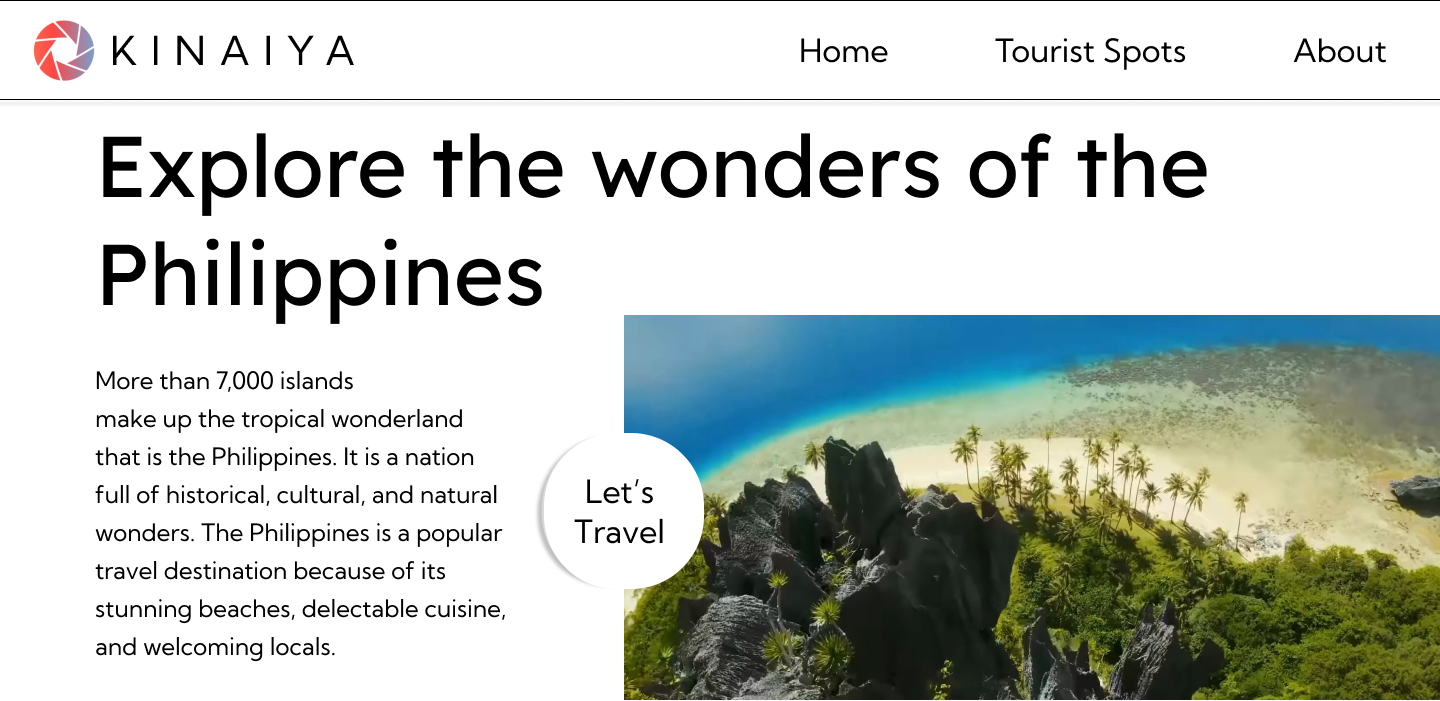 KINAIYA
Home
Tourist Spots
About
Explore the wonders of the
Philippines
More than 7,000 islands
make up the tropical wonderland
that is the Philippines. It is a nation
full of historical, cultural, and natural
wonders. The Philippines is a popular
travel destination because of its
stunning beaches, delectable cuisine,
and welcoming locals.
Let’s
Travel